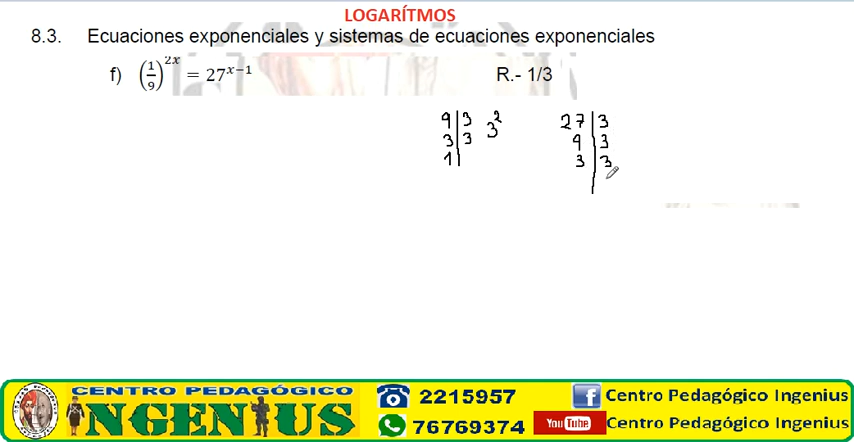 LOGARÍTMOS
8.3. Ecuaciones exponenciales y sistemas de ecuaciones exponenciales
f) (1/9)^2x = 27^x−1 R.- 1/3
9|3 3² 27|3
3|3 9|3
1| 3|3
CENTRO PEDAGÓGICO
INGENIUS
2215957
76769374
f Centro Pedagógico Ingenius
You Tube Centro Pedagógico Ingenius